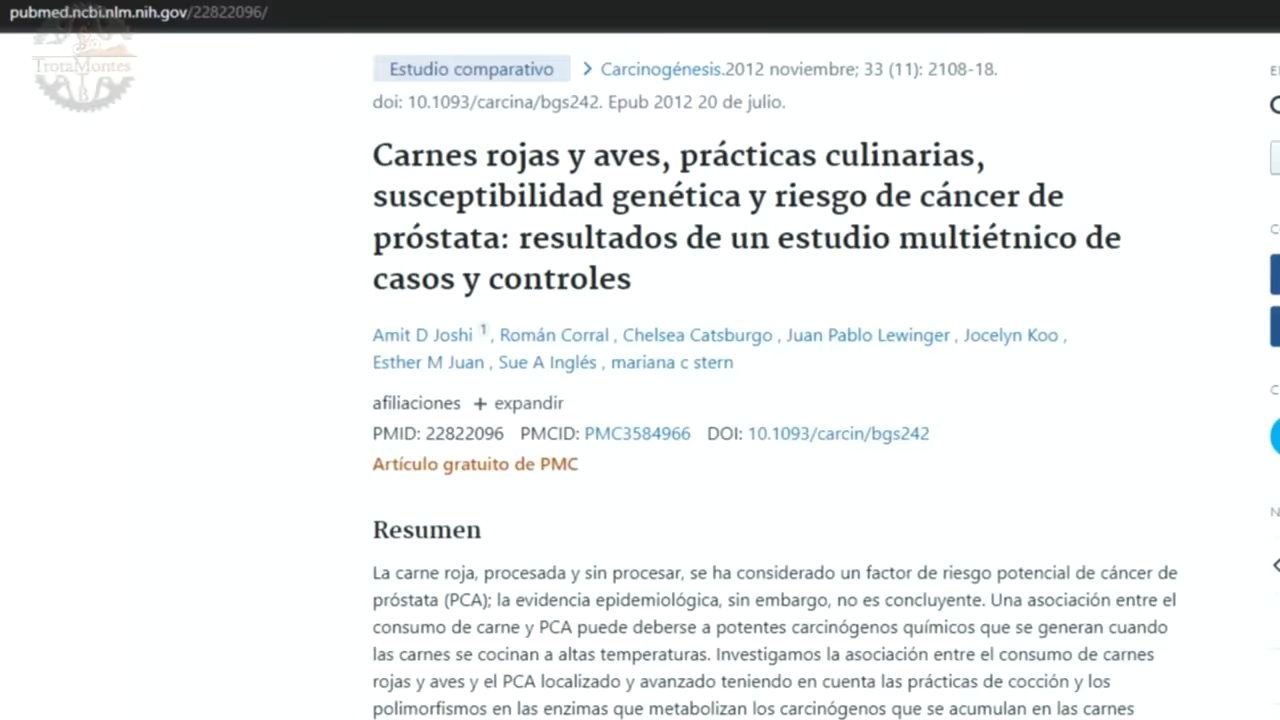 pubmed.ncbi.nlm.nih.gov/22822096/
TrotaMontes
Estudio comparativo > Carcinogénesis.2012 noviembre; 33 (11): 2108-18.
doi: 10.1093/carcina/bgs242. Epub 2012 20 de julio.
Carnes rojas y aves, prácticas culinarias,
susceptibilidad genética y riesgo de cáncer de
próstata: resultados de un estudio multiétnico de
casos y controles
Amit D Joshi 1, Román Corral, Chelsea Catsburgo, Juan Pablo Lewinger, Jocelyn Koo,
Esther M Juan, Sue A Inglés, mariana c stern
afiliaciones + expandir
PMID: 22822096 PMCID: PMC3584966 DOI: 10.1093/carcin/bgs242
Artículo gratuito de PMC
Resumen
La carne roja, procesada y sin procesar, se ha considerado un factor de riesgo potencial de cáncer de
próstata (PCA); la evidencia epidemiológica, sin embargo, no es concluyente. Una asociación entre el
consumo de carne y PCA puede deberse a potentes carcinógenos químicos que se generan cuando
las carnes se cocinan a altas temperaturas. Investigamos la asociación entre el consumo de carnes
rojas y aves y el PCA localizado y avanzado teniendo en cuenta las prácticas de cocción y los
polimorfismos en las enzimas que metabolizan los carcinógenos que se acumulan en las carnes